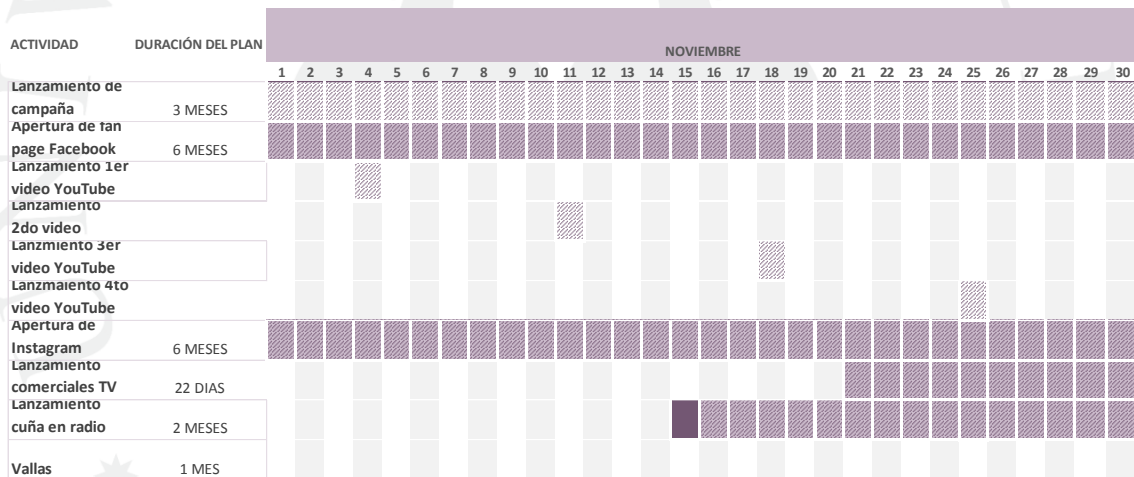 ACTIVIDAD DURACIÓN DEL PLAN NOVIEMBRE
1 2 3 4 5 6 7 8 9 10 11 12 13 14 15 16 17 18 19 20 21 22 23 24 25 26 27 28 29 30
Lanzamiento de
campaña 3 MESES
Apertura de fan
page Facebook 6 MESES
Lanzamiento 1er
video YouTube
Lanzamiento
2do video
Lanzmiento 3er
video YouTube
Lanzmaiento 4to
video YouTube
Apertura de
Instagram 6 MESES
Lanzamiento
comerciales TV 22 DIAS
Lanzamiento
cuña en radio 2 MESES
Vallas 1 MES